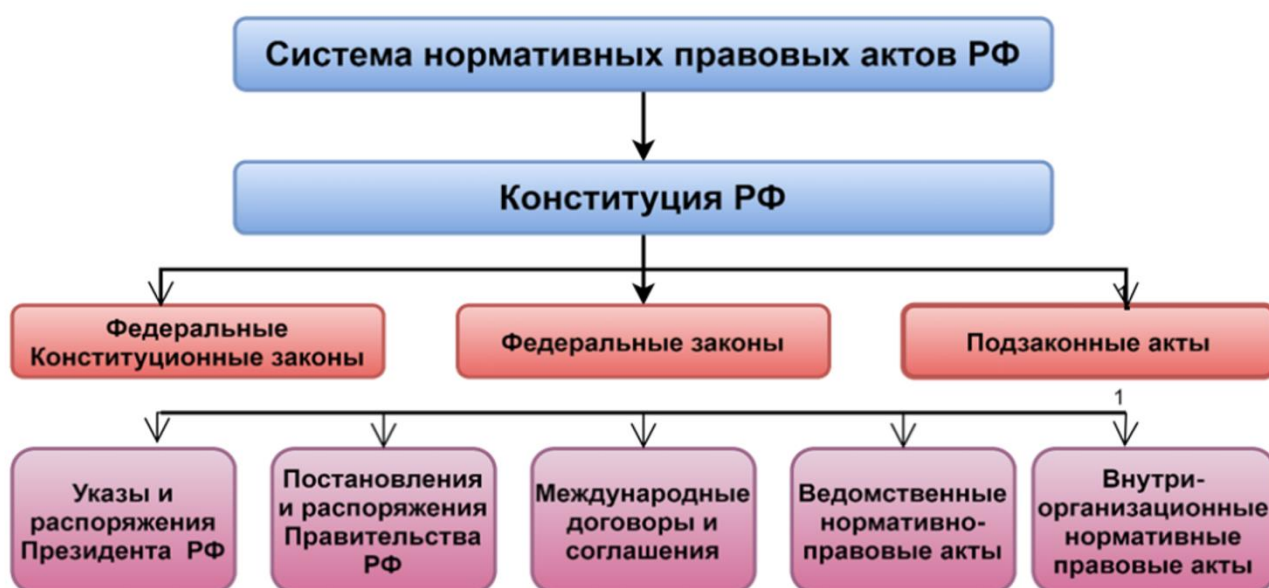 Система нормативных правовых актов РФ
Конституция РФ
Федеральные
Конституционные законы
Федеральные законы
Подзаконные акты
1
Указы и
распоряжения
Президента РФ
Постановления
и распоряжения
Правительства
РФ
Международные
договоры и
соглашения
Ведомственные
нормативно-
правовые акты
Внутри-
организационные
нормативные
правовые акты